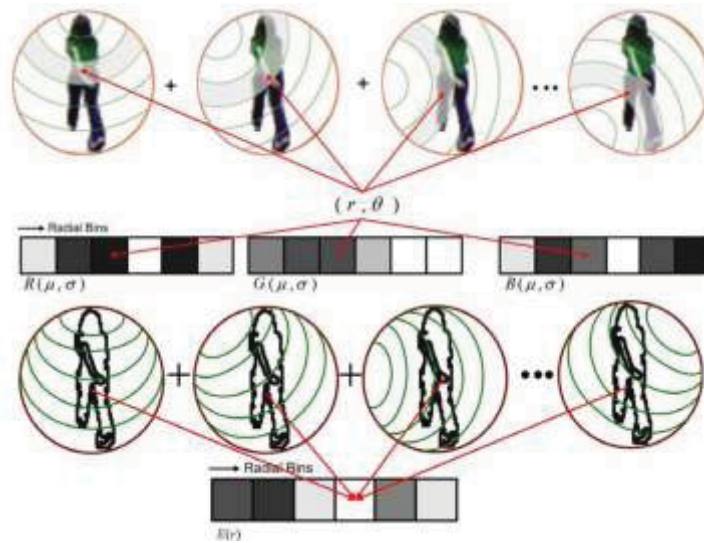 + + ...
( r , θ )
Radial Bins
R(μ,σ) G(μ,σ) B(μ,σ)
+ + ...
Radial Bins
E(r)